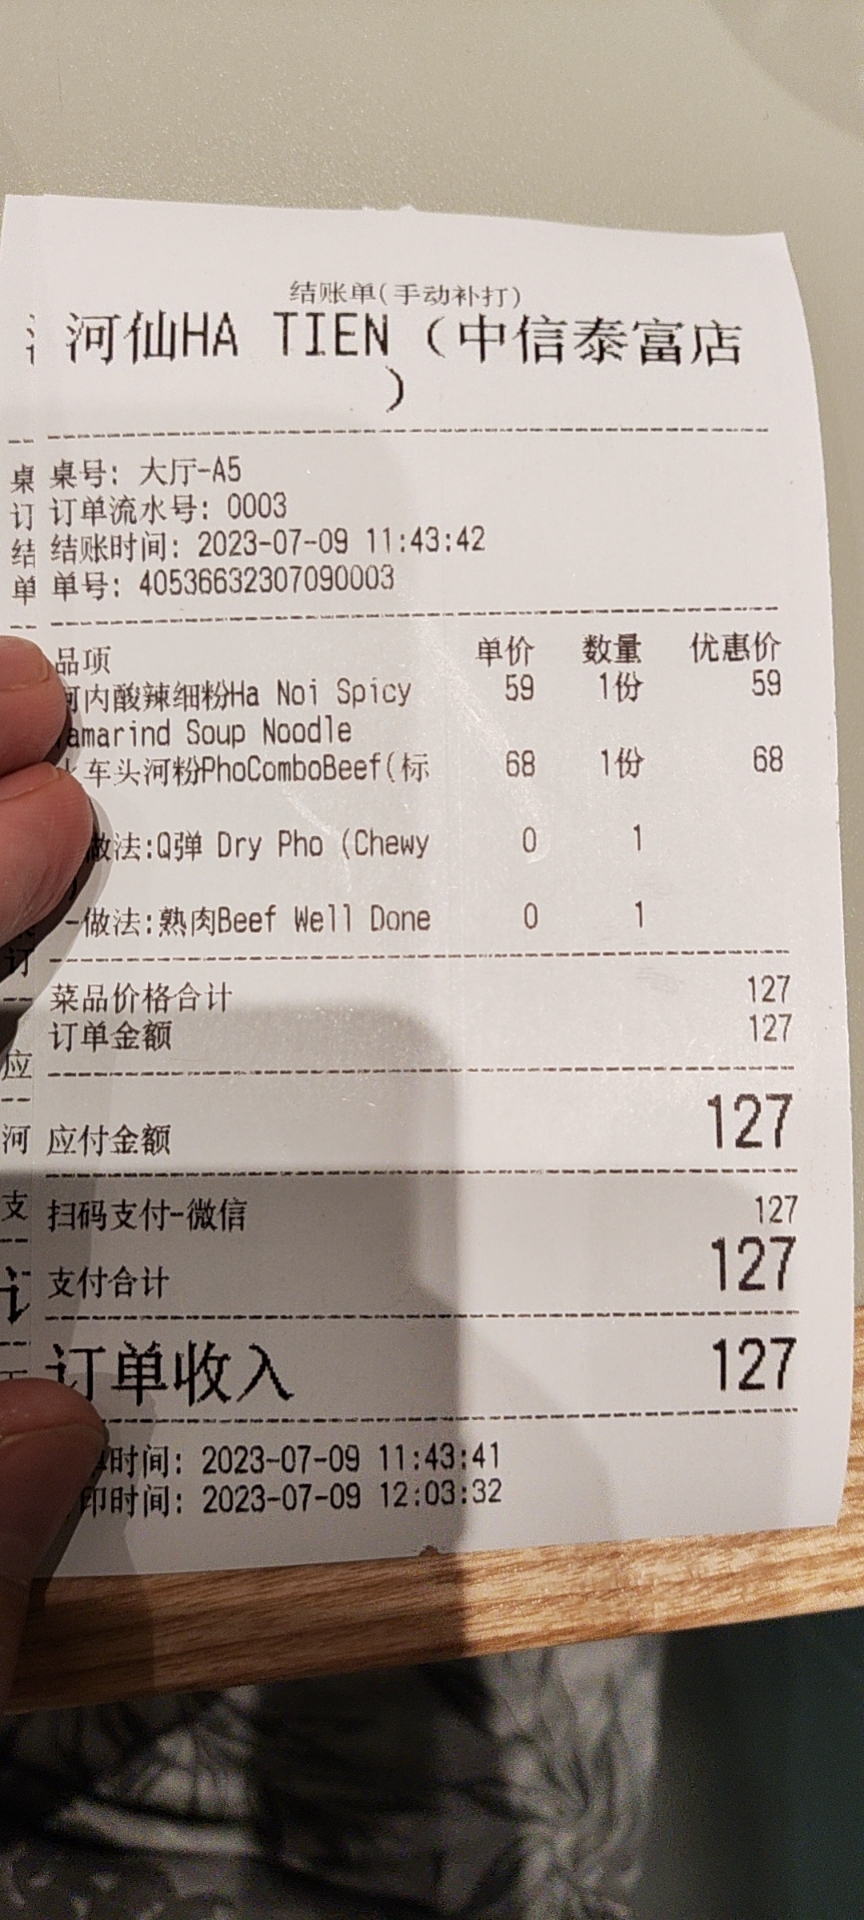 结账单(手动补打)
河仙HA TIEN（中信泰富店
）
桌号: 大厅-A5
订单流水号: 0003
结账时间: 2023-07-09 11:43:42
单号: 40536632307090003
品项 单价 数量 优惠价
河内酸辣细粉Ha Noi Spicy 59 1份 59
amarind Soup Noodle
车头河粉PhoComboBeef(标 68 1份 68
做法:Q弹 Dry Pho (Chewy 0 1
)
-做法:熟肉Beef Well Done 0 1
菜品价格合计 127
订单金额 127
应付金额 127
扫码支付-微信 127
支付合计 127
订单收入 127
时间: 2023-07-09 11:43:41
印时间: 2023-07-09 12:03:32